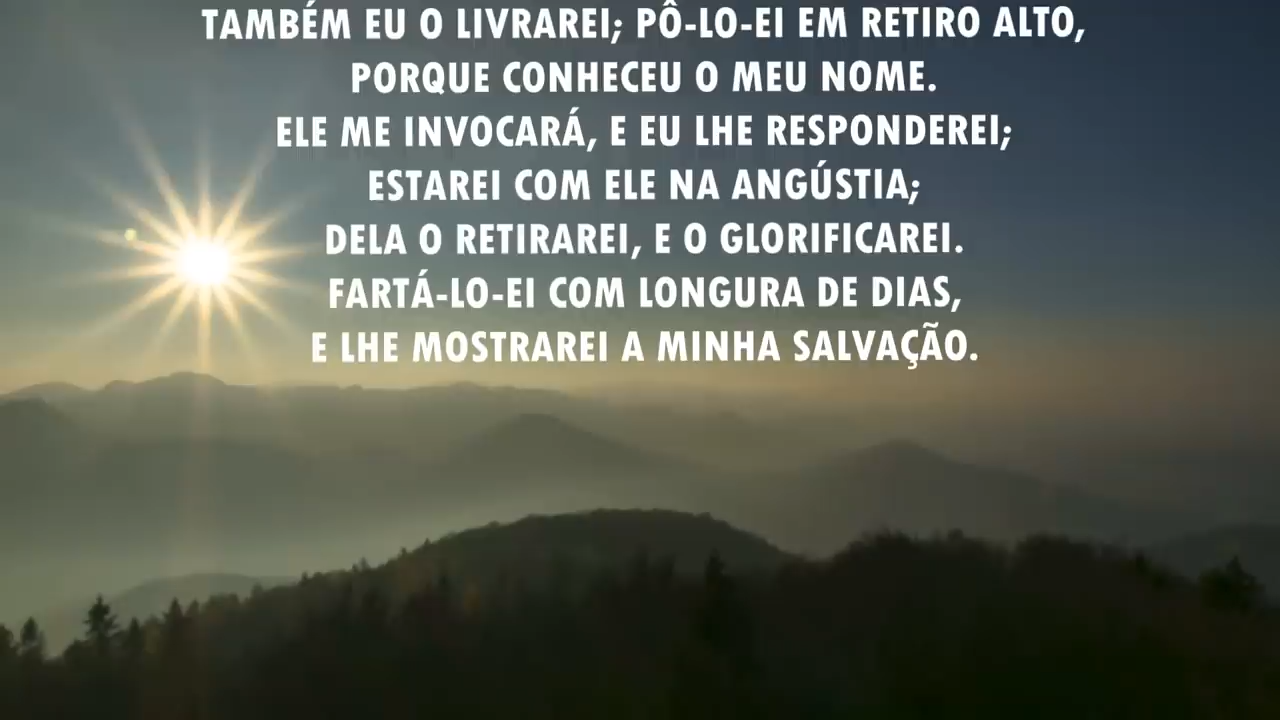 TAMBÉM EU O LIVRAREI; PÔ-LO-EI EM RETIRO ALTO,
PORQUE CONHECEU O MEU NOME.
ELE ME INVOCARÁ, E EU LHE RESPONDEREI;
ESTAREI COM ELE NA ANGÚSTIA;
DELA O RETIRAREI, E O GLORIFICAREI.
FARTÁ-LO-EI COM LONGURA DE DIAS,
E LHE MOSTRAREI A MINHA SALVAÇÃO.